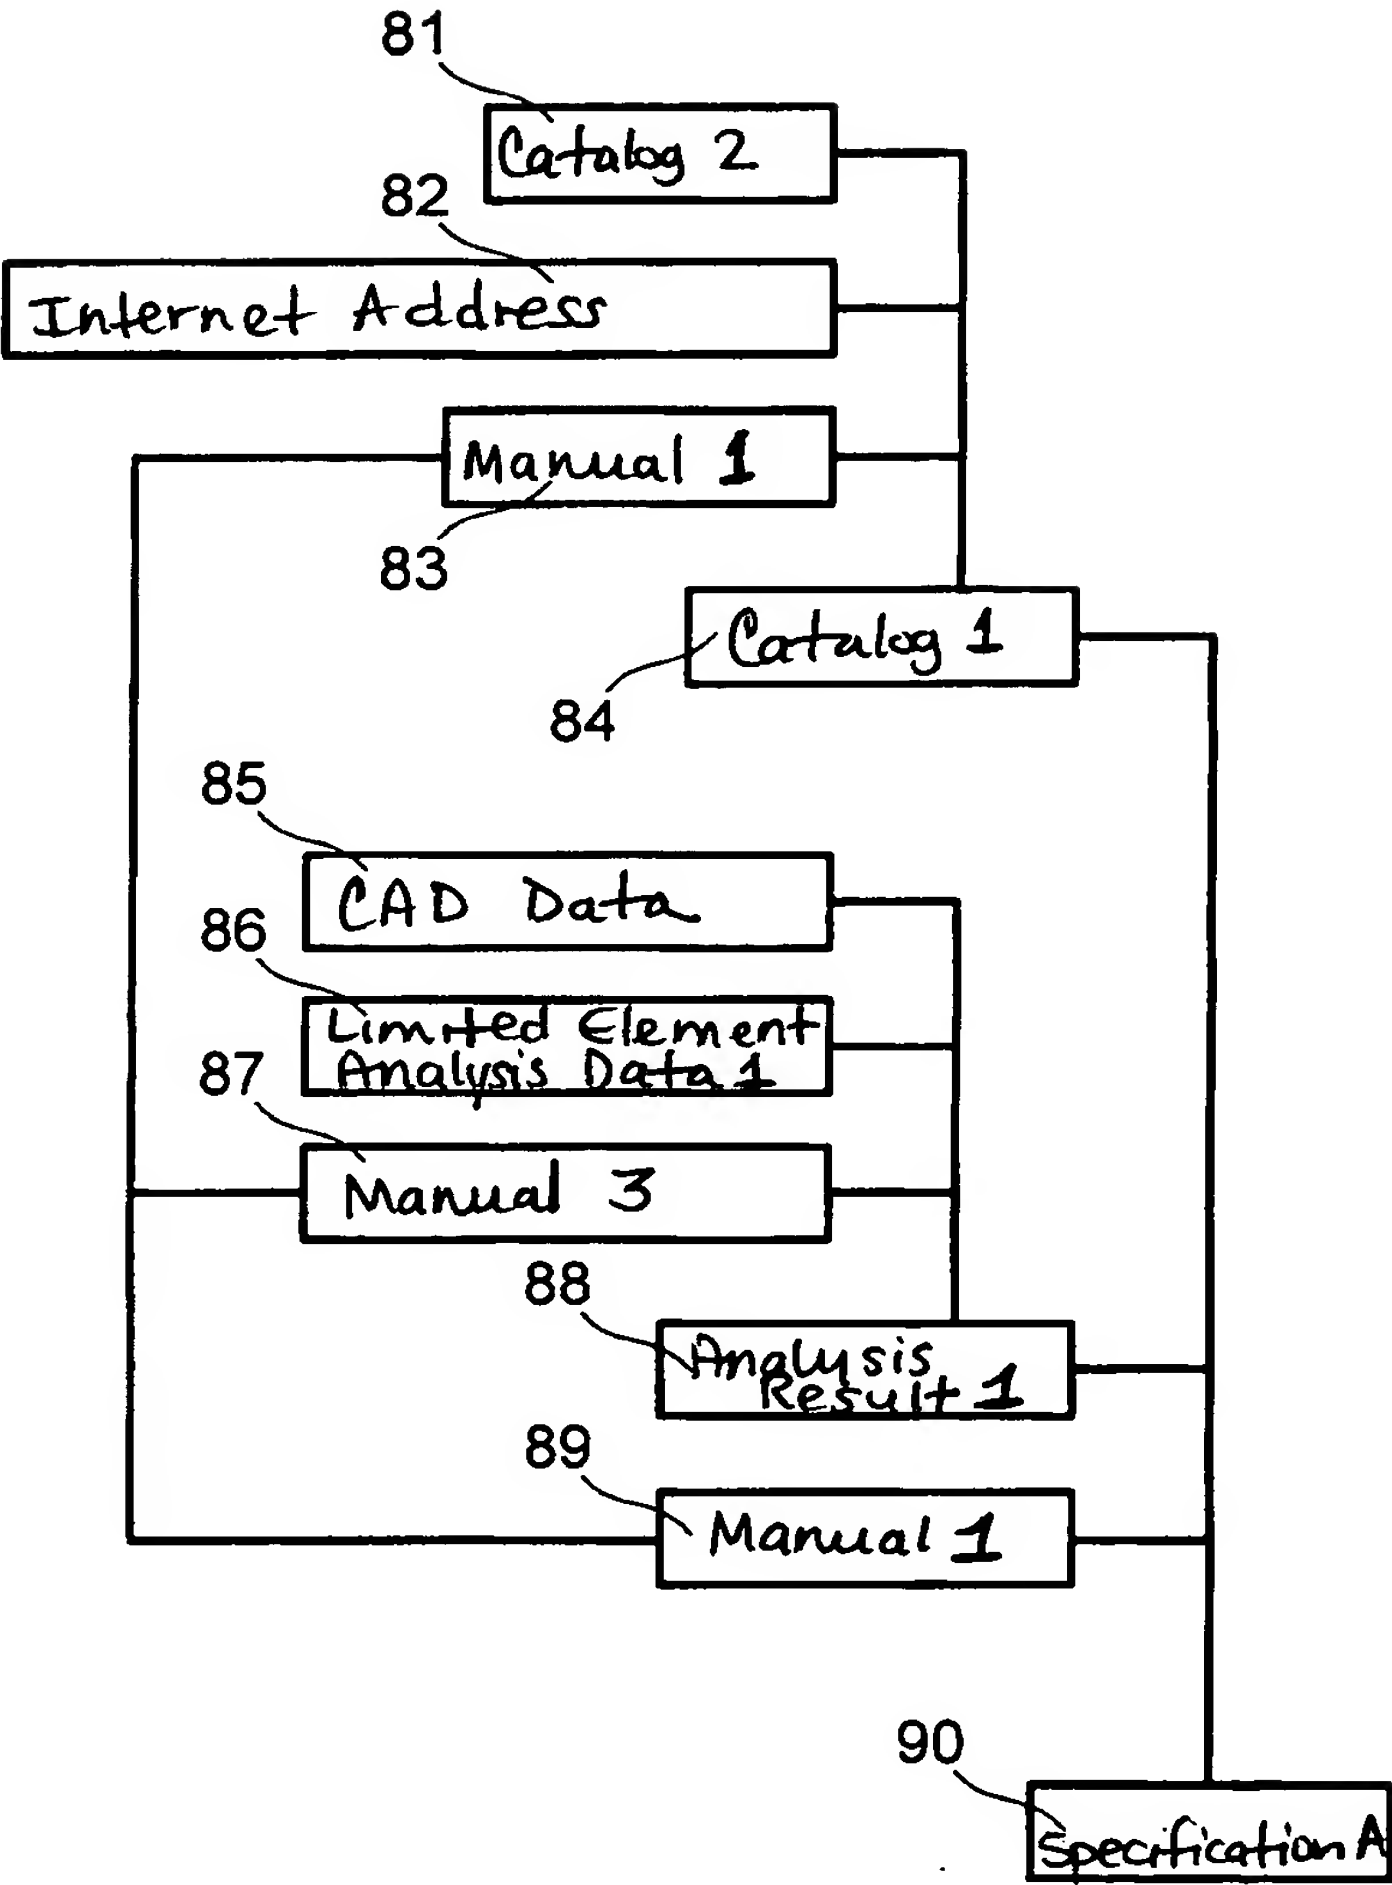 81
Catalog 2
82
Internet Address
Manual 1
83
Catalog 1
84
85
CAD Data
86
Limited Element
Analysis Data 1
87
Manual 3
88
Analysis
Result 1
89
Manual 1
90
Specification A